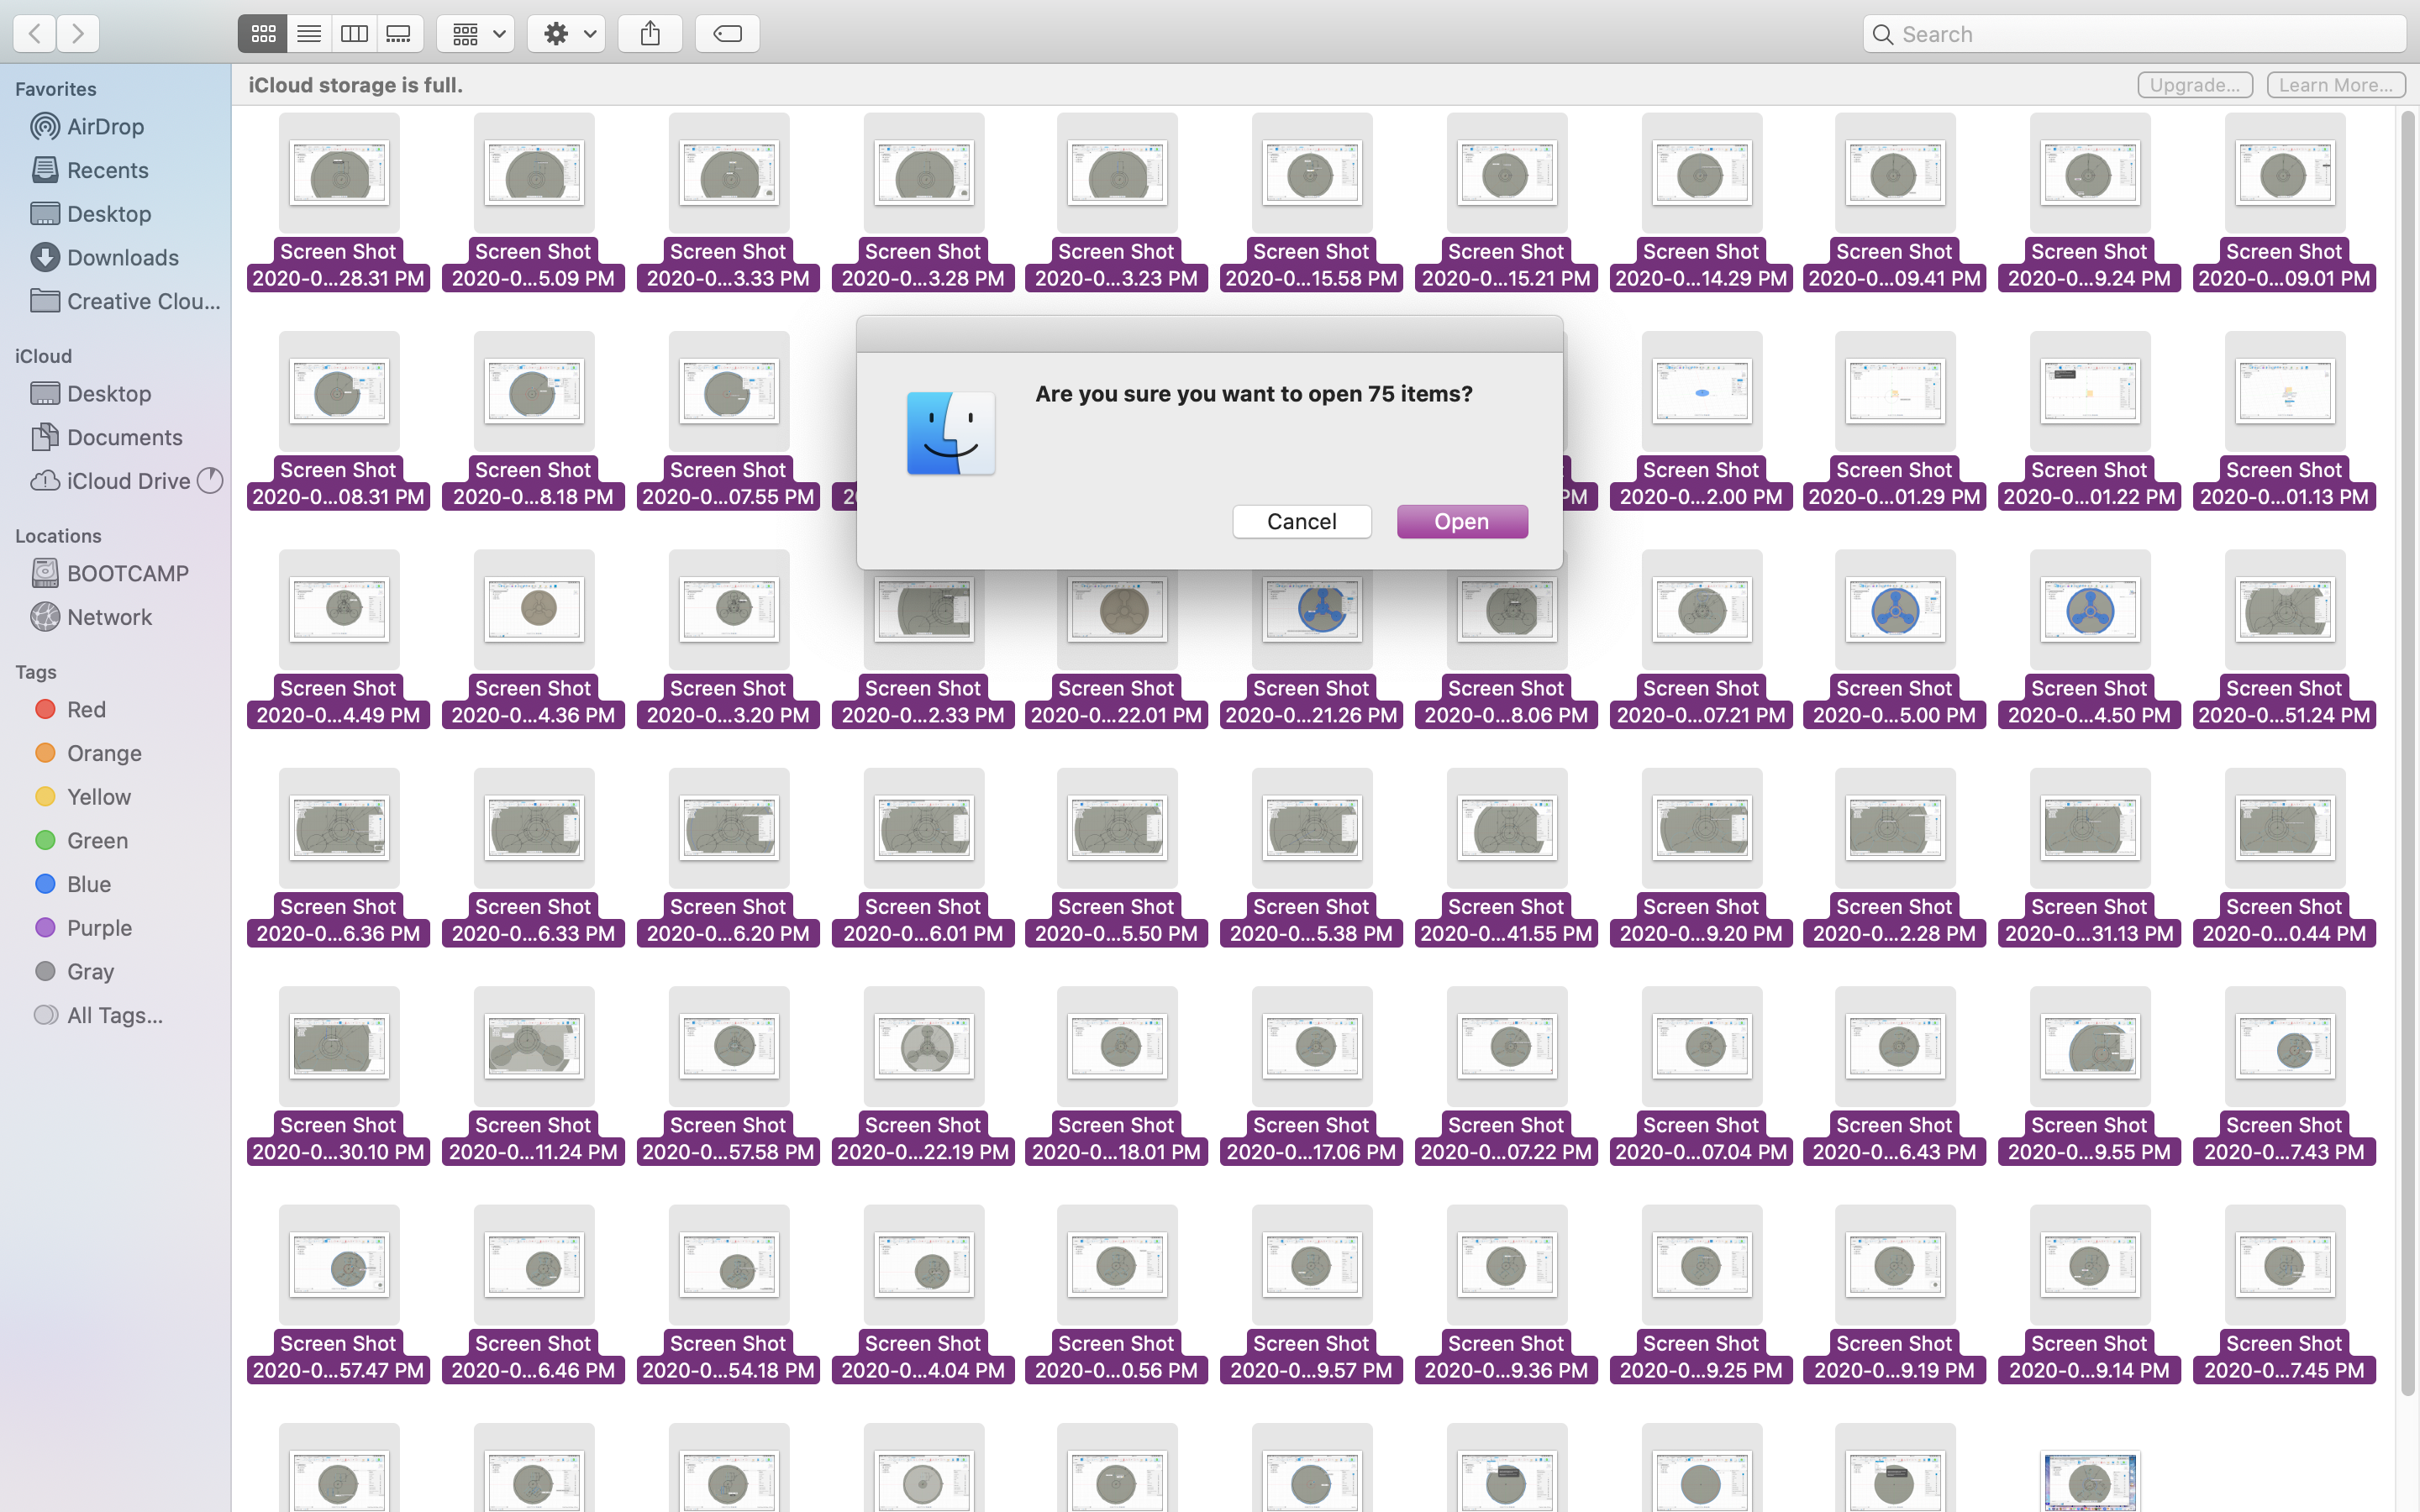 Search
Favorites
AirDrop
Recents
Desktop
Downloads
Creative Clou...
iCloud
Desktop
Documents
iCloud Drive
Locations
BOOTCAMP
Network
Tags
Red
Orange
Yellow
Green
Blue
Purple
Gray
All Tags...
iCloud storage is full.
Upgrade...
Learn More...
Screen Shot Screen Shot Screen Shot Screen Shot Screen Shot Screen Shot Screen Shot Screen Shot Screen Shot Screen Shot Screen Shot
2020-0...28.31 PM 2020-0...5.09 PM 2020-0...3.33 PM 2020-0...3.28 PM 2020-0...3.23 PM 2020-0...15.58 PM 2020-0...15.21 PM 2020-0...14.29 PM 2020-0...09.41 PM 2020-0...9.24 PM 2020-0...09.01 PM
Are you sure you want to open 75 items?
Cancel
Open
Screen Shot Screen Shot Screen Shot Screen Shot Screen Shot Screen Shot Screen Shot
2020-0...08.31 PM 2020-0...8.18 PM 2020-0...07.55 PM 2020-0...2.00 PM 2020-0...01.29 PM 2020-0...01.22 PM 2020-0...01.13 PM
Screen Shot Screen Shot Screen Shot Screen Shot Screen Shot Screen Shot Screen Shot Screen Shot Screen Shot Screen Shot Screen Shot
2020-0...4.49 PM 2020-0...4.36 PM 2020-0...3.20 PM 2020-0...2.33 PM 2020-0...22.01 PM 2020-0...21.26 PM 2020-0...8.06 PM 2020-0...07.21 PM 2020-0...5.00 PM 2020-0...4.50 PM 2020-0...51.24 PM
Screen Shot Screen Shot Screen Shot Screen Shot Screen Shot Screen Shot Screen Shot Screen Shot Screen Shot Screen Shot Screen Shot
2020-0...6.36 PM 2020-0...6.33 PM 2020-0...6.20 PM 2020-0...6.01 PM 2020-0...5.50 PM 2020-0...5.38 PM 2020-0...41.55 PM 2020-0...9.20 PM 2020-0...2.28 PM 2020-0...31.13 PM 2020-0...0.44 PM
Screen Shot Screen Shot Screen Shot Screen Shot Screen Shot Screen Shot Screen Shot Screen Shot Screen Shot Screen Shot Screen Shot
2020-0...30.10 PM 2020-0...11.24 PM 2020-0...57.58 PM 2020-0...22.19 PM 2020-0...18.01 PM 2020-0...17.06 PM 2020-0...07.22 PM 2020-0...07.04 PM 2020-0...6.43 PM 2020-0...9.55 PM 2020-0...7.43 PM
Screen Shot Screen Shot Screen Shot Screen Shot Screen Shot Screen Shot Screen Shot Screen Shot Screen Shot Screen Shot Screen Shot
2020-0...57.47 PM 2020-0...6.46 PM 2020-0...54.18 PM 2020-0...4.04 PM 2020-0...0.56 PM 2020-0...9.57 PM 2020-0...9.36 PM 2020-0...9.25 PM 2020-0...9.19 PM 2020-0...9.14 PM 2020-0...7.45 PM